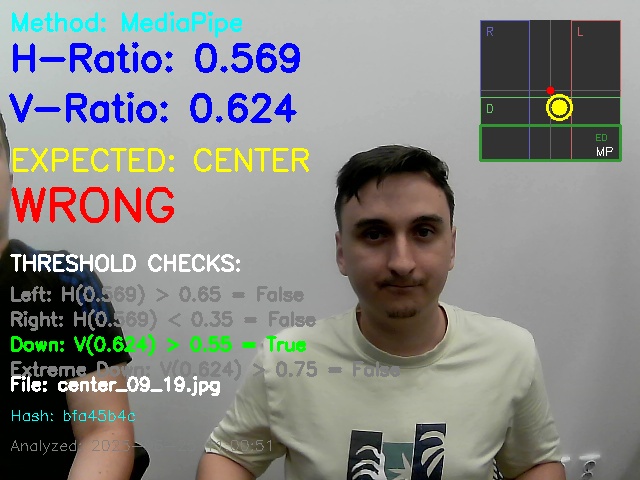 Method: MediaPipe
H-Ratio: 0.569
V-Ratio: 0.624
EXPECTED: CENTER
WRONG
THRESHOLD CHECKS:
Left: H(0.569) > 0.65 = False
Right: H(0.569) < 0.35 = False
Down: V(0.624) > 0.55 = True
Extreme Down: V(0.624) > 0.75 = False
File: center_09_19.jpg
Hash: bfa45b4c
Analyzed: 2025
R
L
D
ED
MP